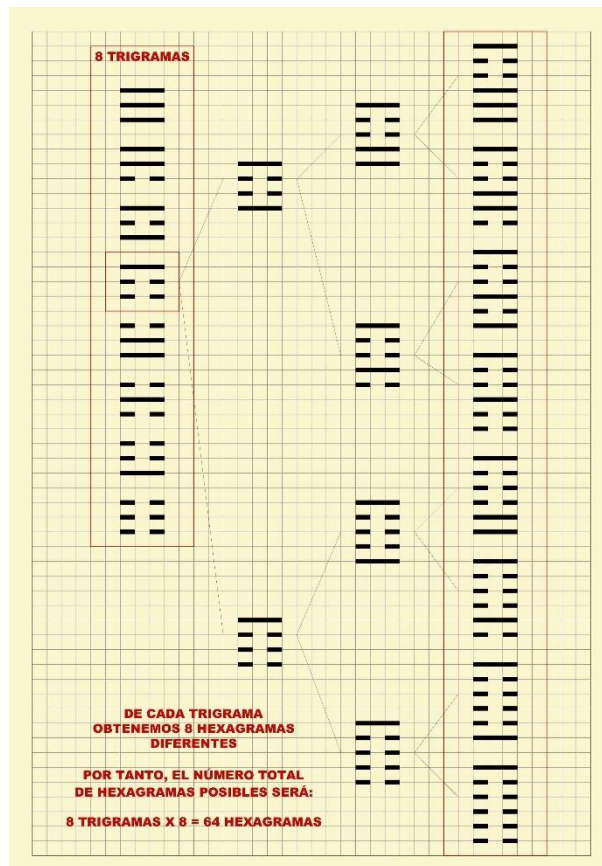 8 TRIGRAMAS
DE CADA TRIGRAMA
OBTENEMOS 8 HEXAGRAMAS
DIFERENTES
POR TANTO, EL NÚMERO TOTAL
DE HEXAGRAMAS POSIBLES SERÁ:
8 TRIGRAMAS X 8 = 64 HEXAGRAMAS